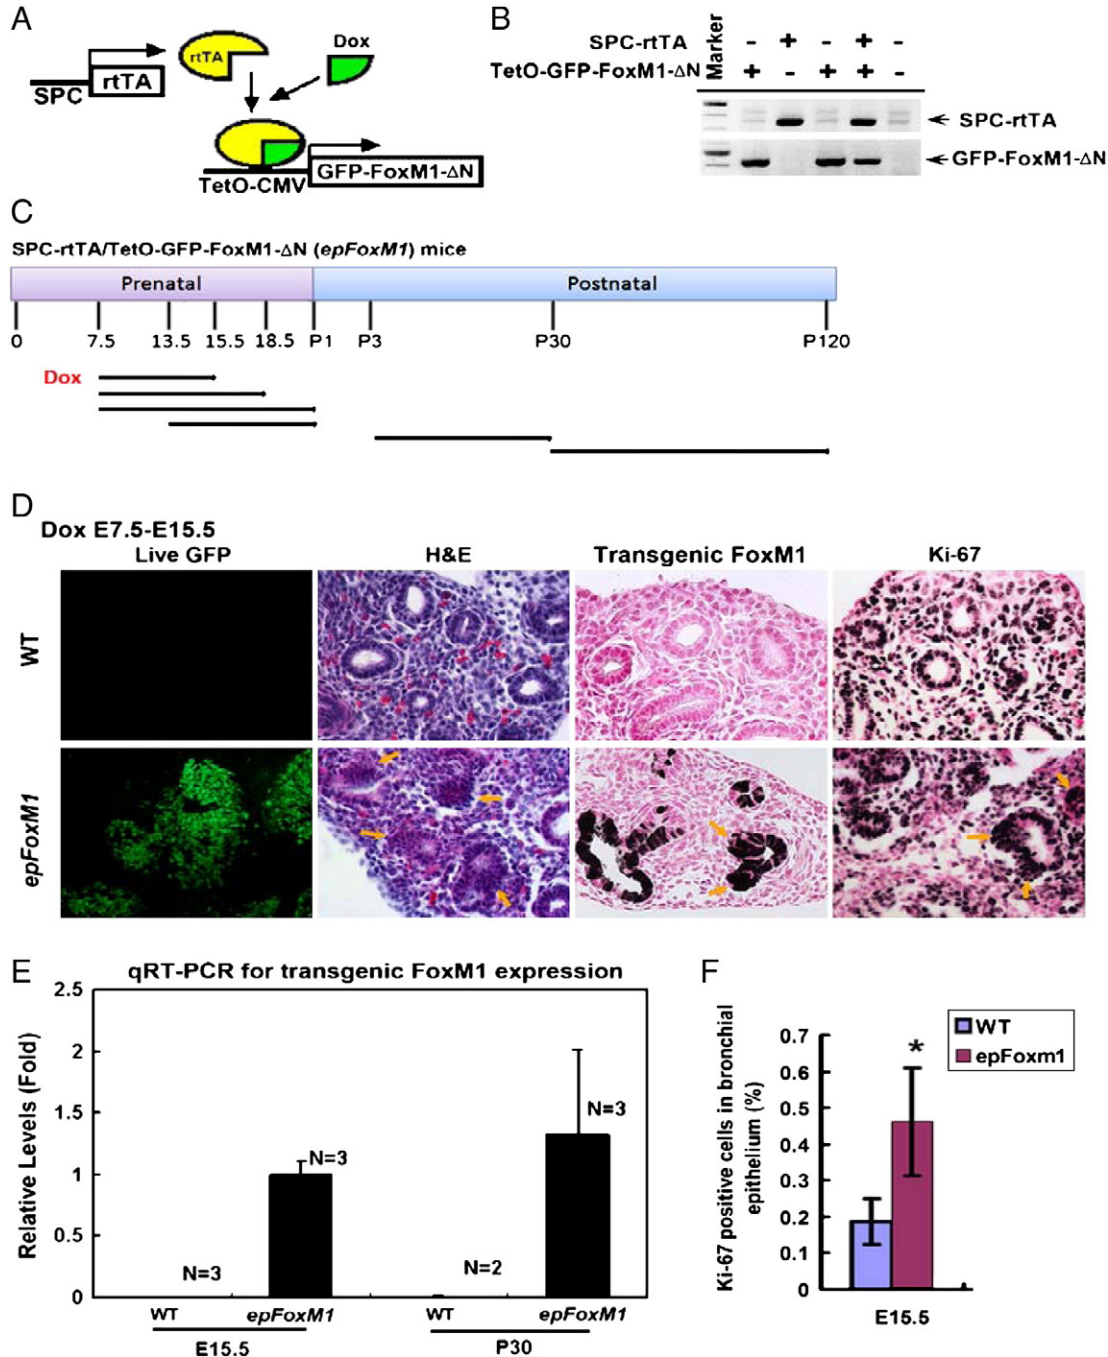 A
rtTA
Dox
SPC
rtTA
TetO-CMV
GFP-FoxM1-ΔN
B
Marker
SPC-rtTA - + - + -
TetO-GFP-FoxM1-ΔN + - + + -
SPC-rtTA
GFP-FoxM1-ΔN
C
SPC-rtTA/TetO-GFP-FoxM1-ΔN (epFoxM1) mice
Prenatal Postnatal
0 7.5 13.5 15.5 18.5 P1 P3 P30 P120
Dox
D
Dox E7.5-E15.5
Live GFP H&E Transgenic FoxM1 Ki-67
WT
epFoxM1
E
qRT-PCR for transgenic FoxM1 expression
Relative Levels (Fold)
2.5
2
1.5
1
0.5
0
N=3
N=3
N=2
N=3
WT epFoxM1 WT epFoxM1
E15.5 P30
F
WT
epFoxm1
Ki-67 positive cells in bronchial
epithelium (%)
0.7
0.6
0.5
0.4
0.3
0.2
0.1
0
*
E15.5